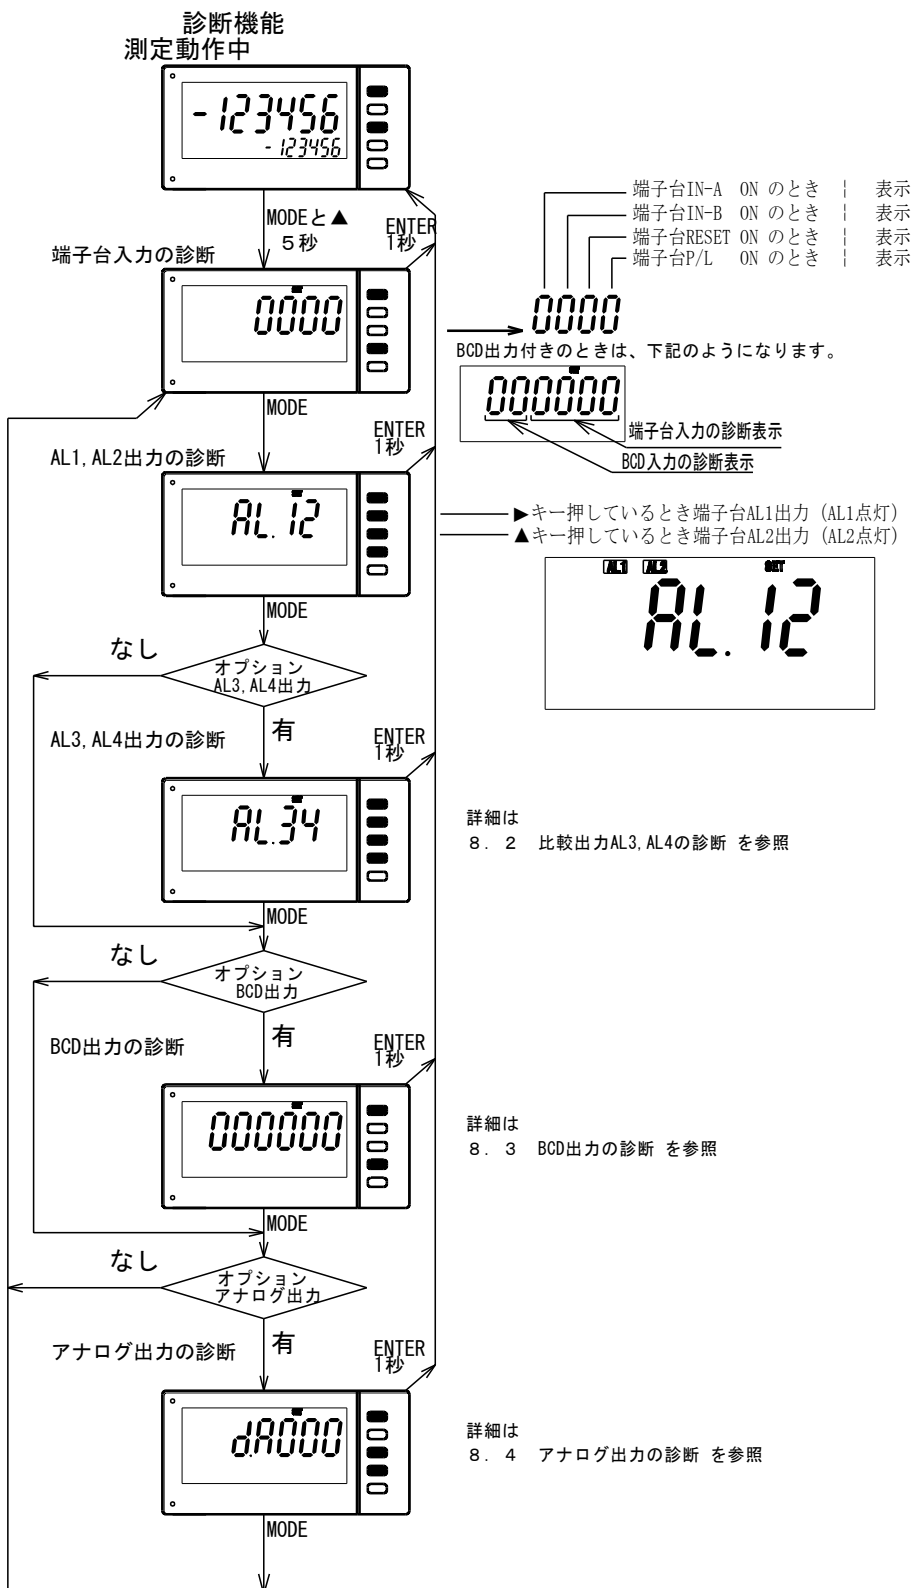 診断機能
測定動作中
-123456
-123456
MODEと▲
5秒
ENTER
1秒
端子台IN-A ON のとき ¦ 表示
端子台IN-B ON のとき ¦ 表示
端子台RESET ON のとき ¦ 表示
端子台P/L ON のとき ¦ 表示
端子台入力の診断
0000
0000
BCD出力付きのときは、下記のようになります。
000000
端子台入力の診断表示
BCD入力の診断表示
MODE
ENTER
1秒
AL1, AL2出力の診断
AL.12
▶キー押しているとき端子台AL1出力 (AL1点灯)
▲キー押しているとき端子台AL2出力 (AL2点灯)
AL1 AL2 SET
AL.12
MODE
なし
オプション
AL3, AL4出力
有
AL3, AL4出力の診断
ENTER
1秒
AL.34
詳細は
8. 2 比較出力AL3, AL4の診断 を参照
MODE
なし
オプション
BCD出力
有
BCD出力の診断
ENTER
1秒
000000
詳細は
8. 3 BCD出力の診断 を参照
MODE
なし
オプション
アナログ出力
有
アナログ出力の診断
ENTER
1秒
d.A000
詳細は
8. 4 アナログ出力の診断 を参照
MODE